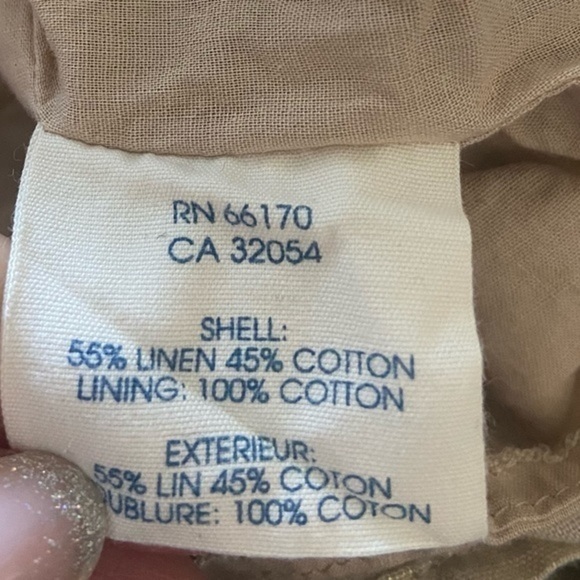 RN 66170
CA 32054
SHELL:
55% LINEN 45% COTTON
LINING: 100% COTTON
EXTERIEUR:
55% LIN 45% COTON
DOUBLURE: 100% COTON